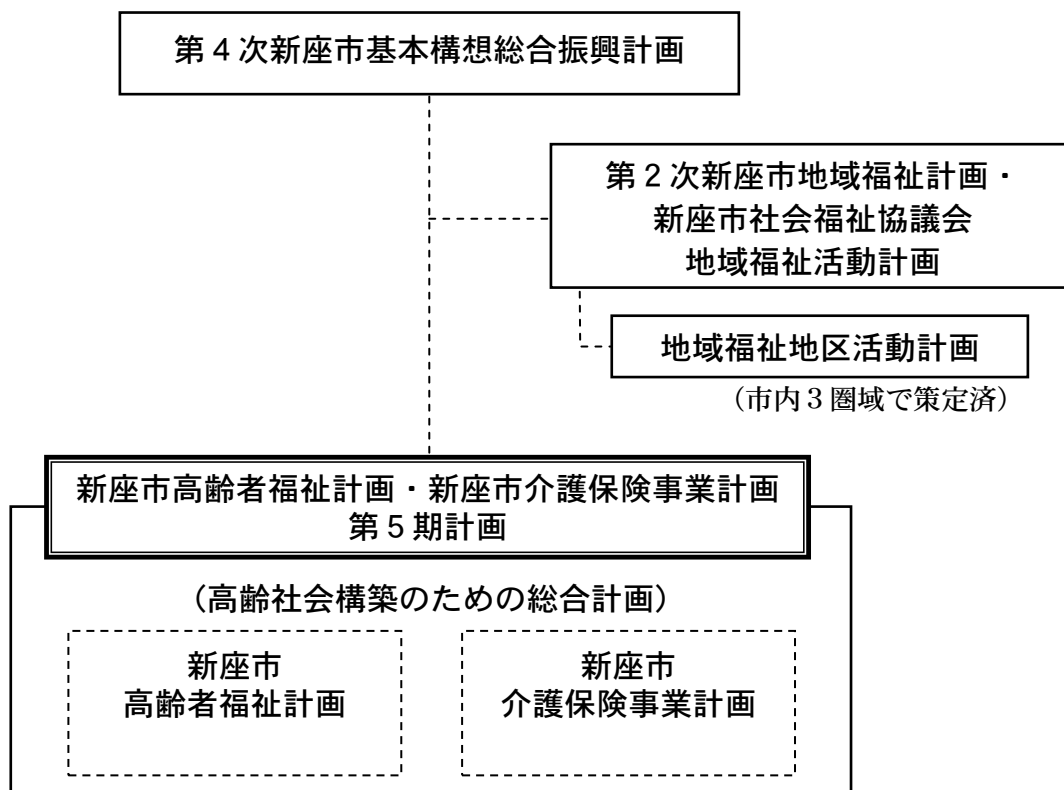 第4次新座市基本構想総合振興計画
第2次新座市地域福祉計画・
新座市社会福祉協議会
地域福祉活動計画
地域福祉地区活動計画
（市内3圏域で策定済）
新座市高齢者福祉計画・新座市介護保険事業計画
第5期計画
（高齢社会構築のための総合計画）
新座市
高齢者福祉計画
新座市
介護保険事業計画